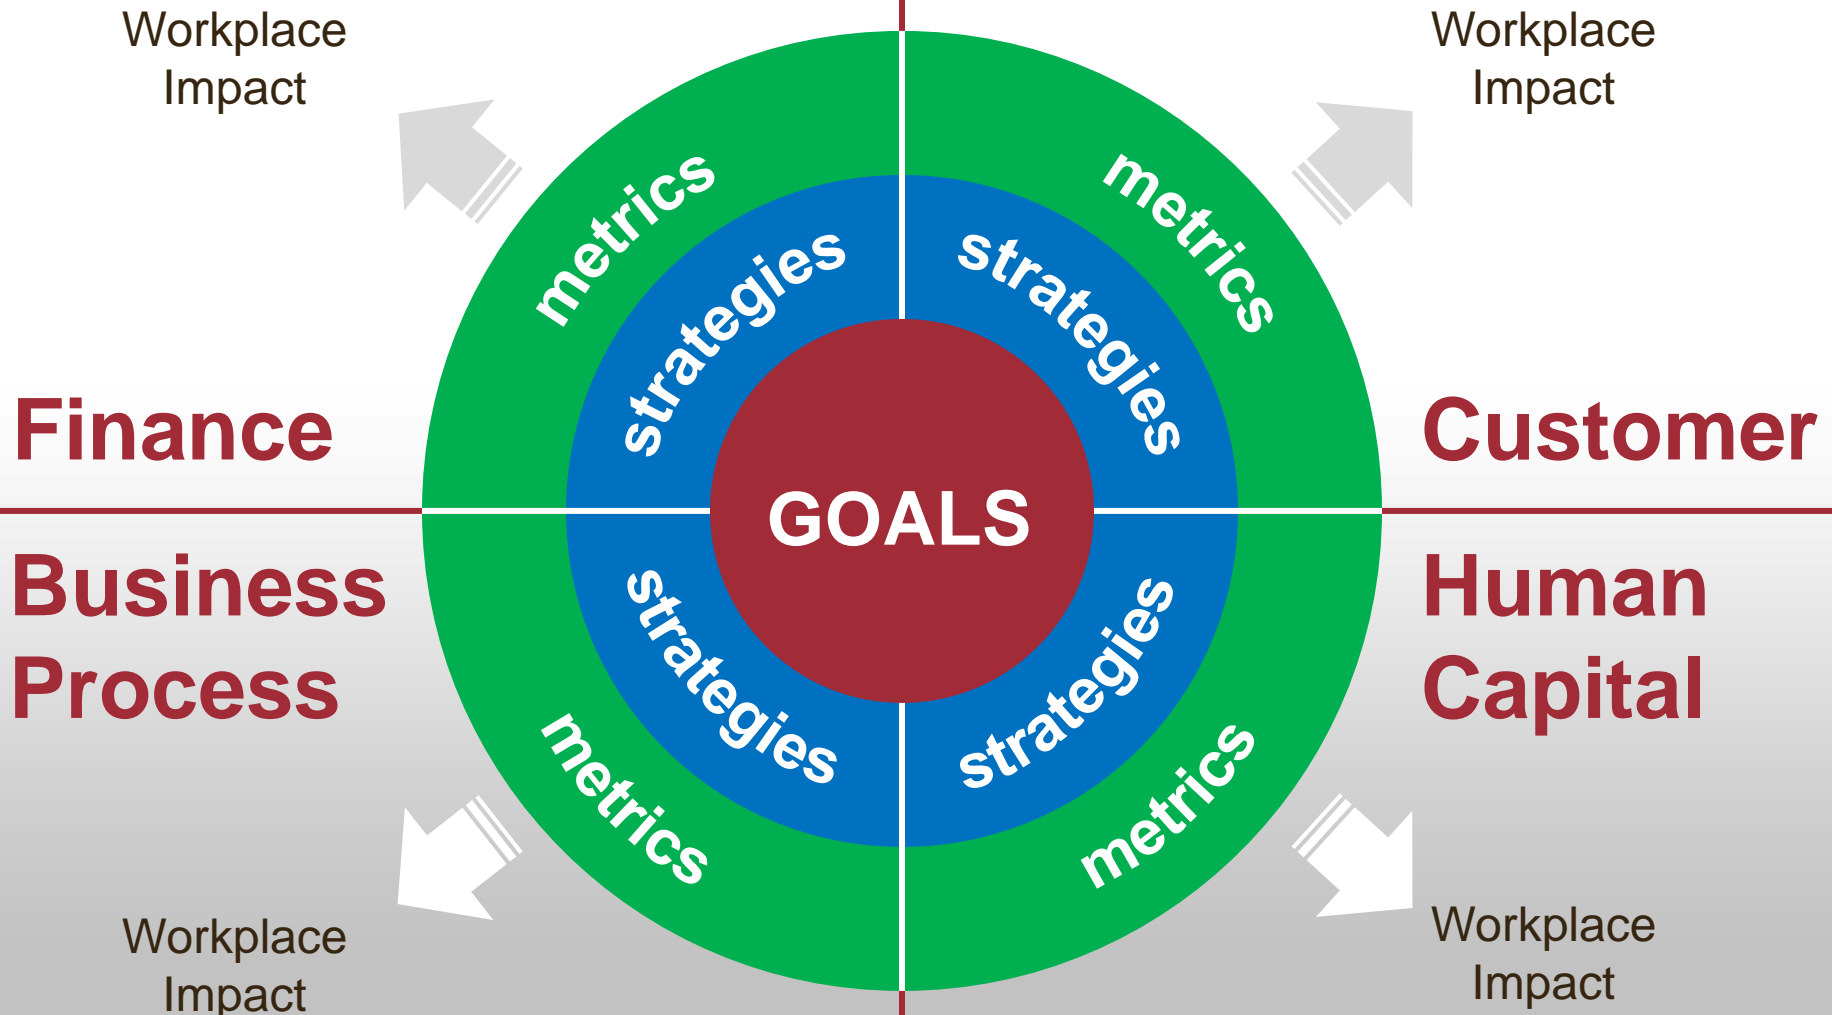 Workplace
Impact
Workplace
Impact
metrics
metrics
strategies
strategies
Finance
Customer
GOALS
Business
Process
Human
Capital
strategies
strategies
metrics
metrics
Workplace
Impact
Workplace
Impact